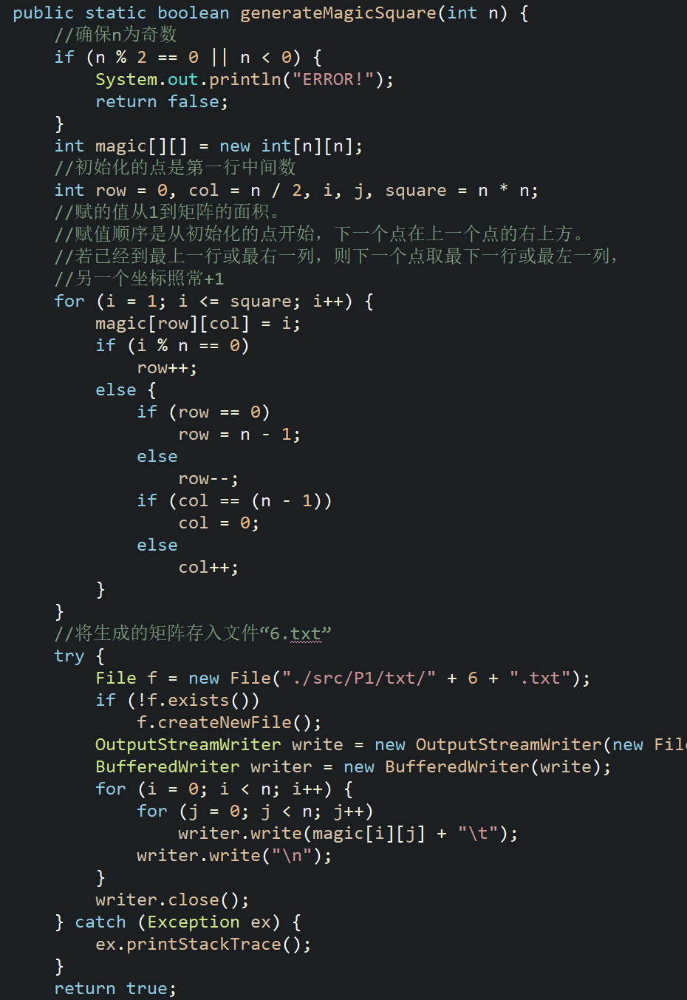 public static boolean generateMagicSquare(int n) {
    //确保n为奇数
    if (n % 2 == 0 || n < 0) {
        System.out.println("ERROR!");
        return false;
    }
    int magic[][] = new int[n][n];
    //初始化的点是第一行中间数
    int row = 0, col = n / 2, i, j, square = n * n;
    //赋的值从1到矩阵的面积。
    //赋值顺序是从初始化的点开始，下一个点在上一个点的右上方。
    //若已经到最上一行或最右一列，则下一个点取最下一行或最左一列，
    //另一个坐标照常+1
    for (i = 1; i <= square; i++) {
        magic[row][col] = i;
        if (i % n == 0)
            row++;
        else {
            if (row == 0)
                row = n - 1;
            else
                row--;
            if (col == (n - 1))
                col = 0;
            else
                col++;
        }
    }
    //将生成的矩阵存入文件“6.txt”
    try {
        File f = new File("./src/P1/txt/" + 6 + ".txt");
        if (!f.exists())
            f.createNewFile();
        OutputStreamWriter write = new OutputStreamWriter(new Fil
        BufferedWriter writer = new BufferedWriter(write);
        for (i = 0; i < n; i++) {
            for (j = 0; j < n; j++)
                writer.write(magic[i][j] + "\t");
            writer.write("\n");
        }
        writer.close();
    } catch (Exception ex) {
        ex.printStackTrace();
    }
    return true;